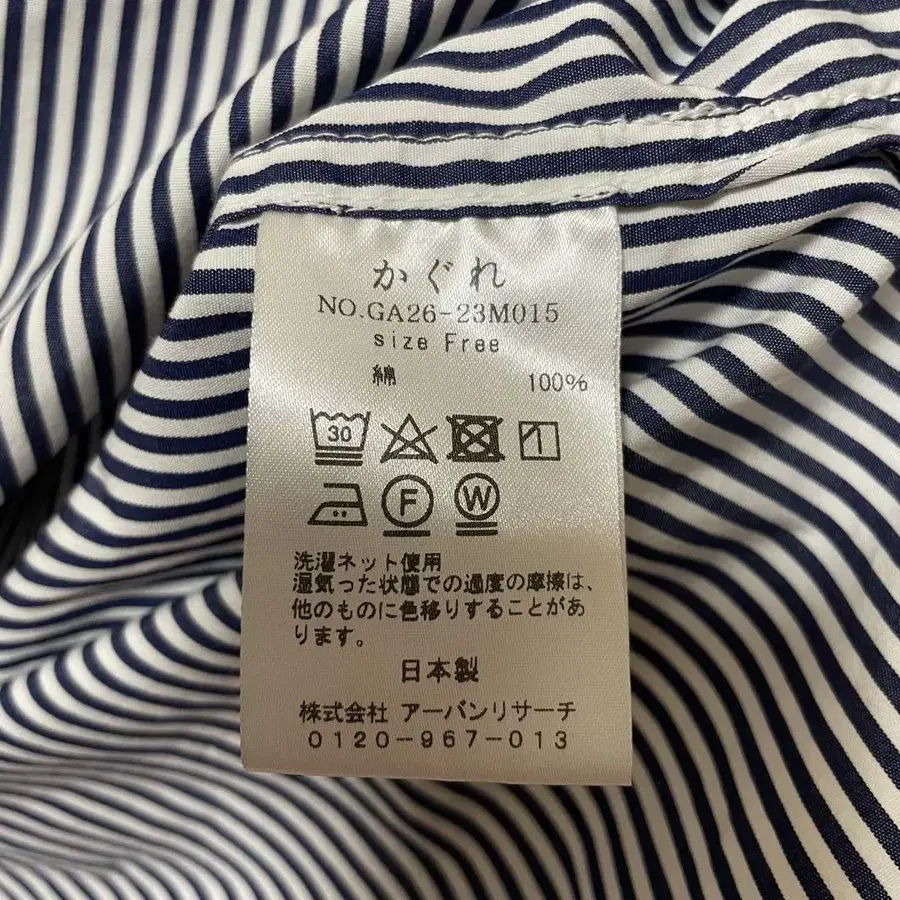 かぐれ
NO.GA26-23M015
size Free
綿 100%
30
F W
洗濯ネット使用
湿気った状態での過度の摩擦は、
他のものに色移りすることがあ
ります。
日本製
株式会社 アーバンリサーチ
0120-967-013